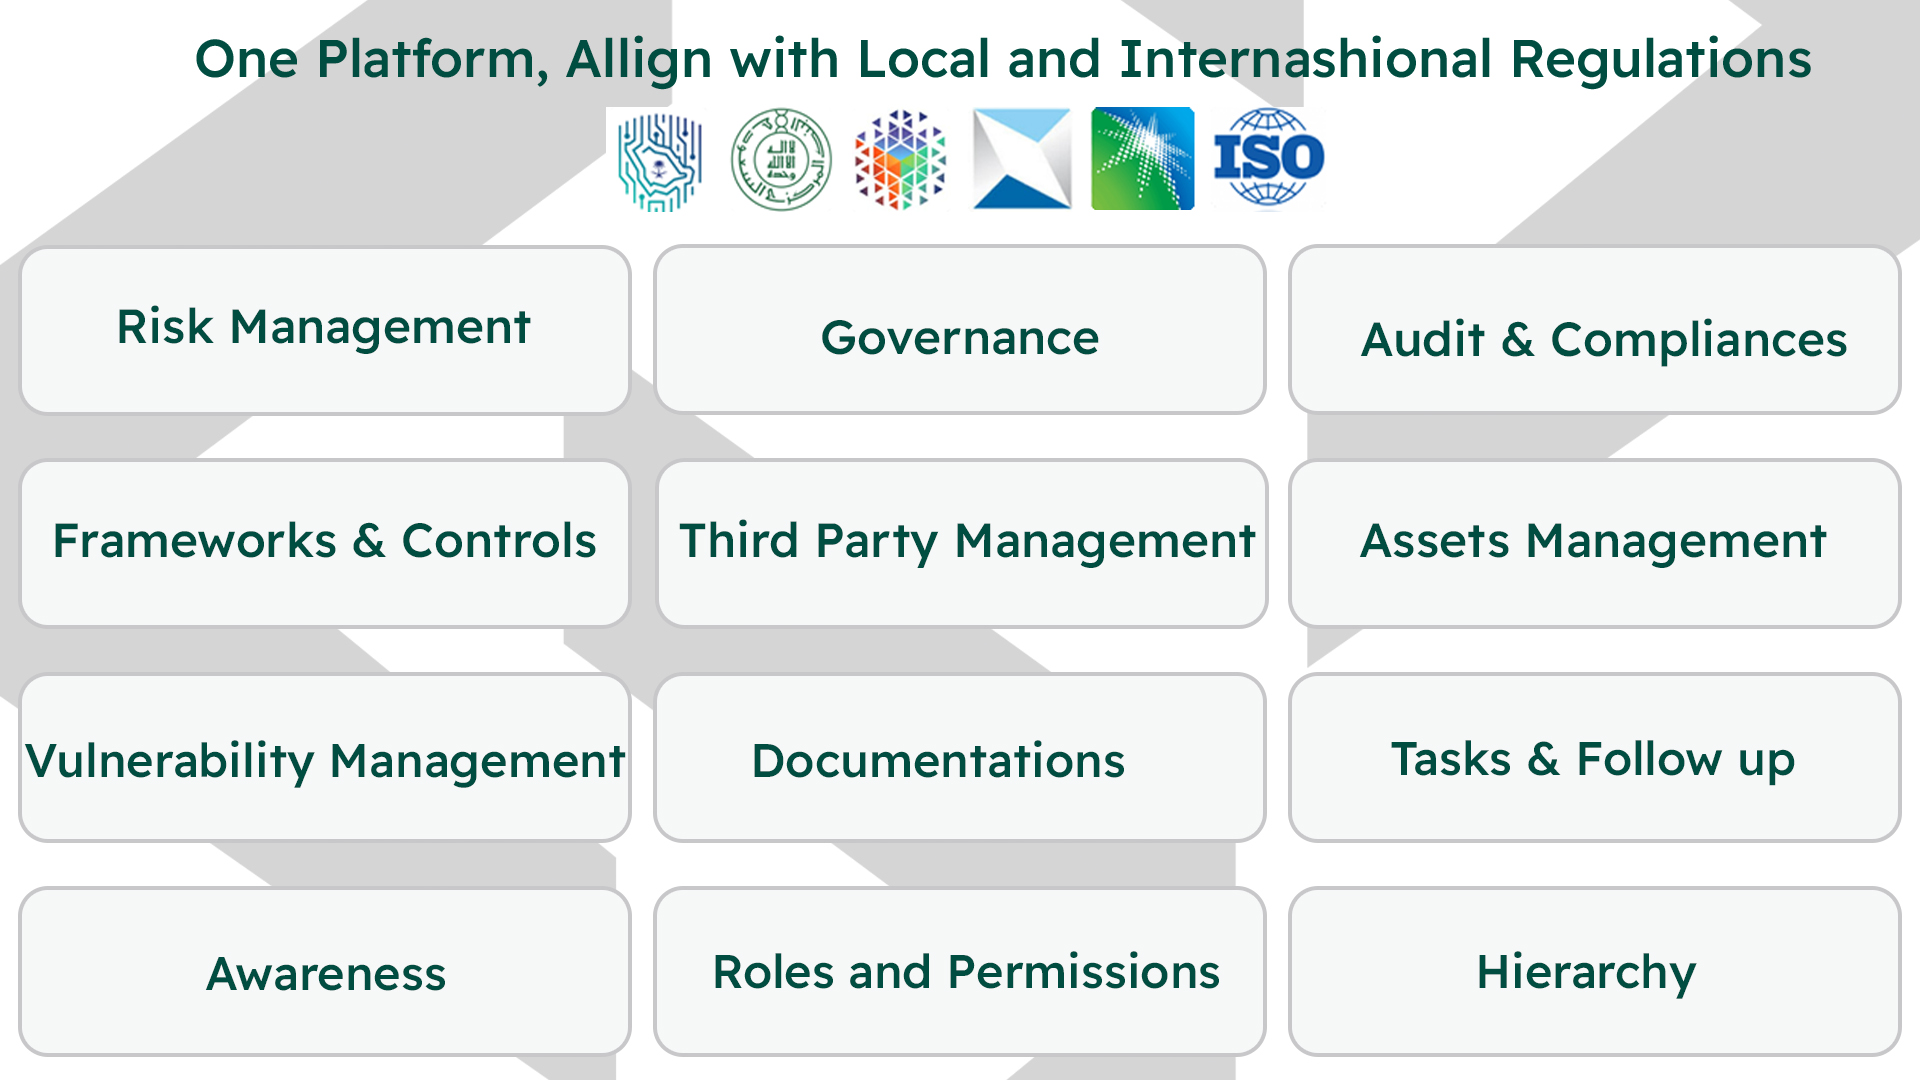 One Platform, Allign with Local and Internashional Regulations
ISO
Risk Management
Governance
Audit & Compliances
Frameworks & Controls
Third Party Management
Assets Management
Vulnerability Management
Documentations
Tasks & Follow up
Awareness
Roles and Permissions
Hierarchy